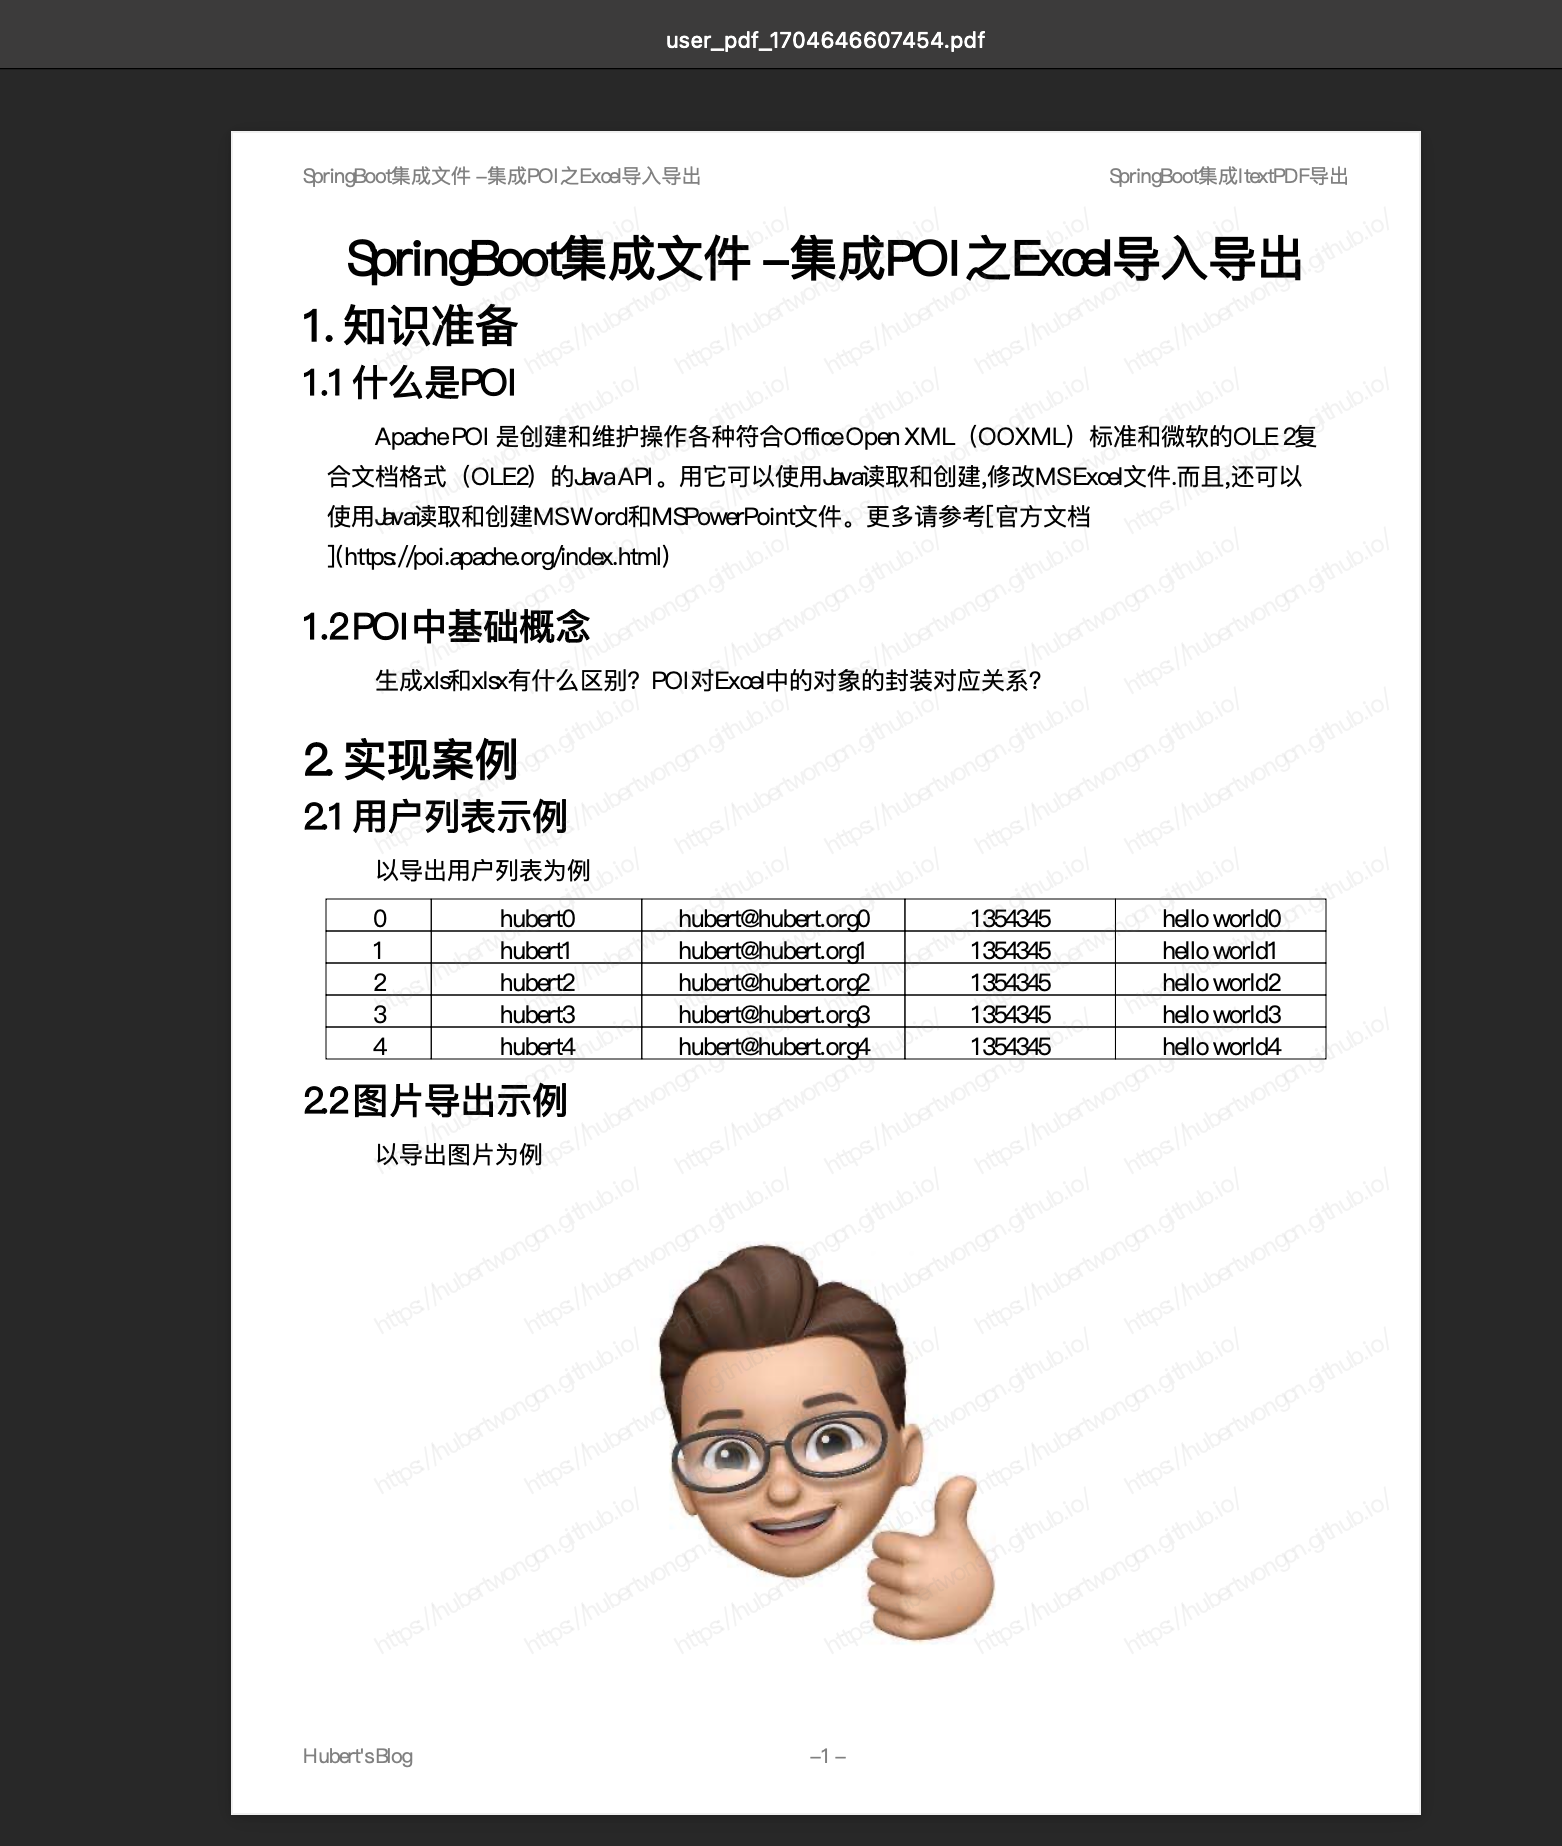 user_pdf_1704646607454.pdf
SpringBoot集成文件 -集成POI之Excel导入导出
SpringBoot集成ItextPDF导出
SpringBoot集成文件 -集成POI之Excel导入导出
1. 知识准备
1.1 什么是POI
Apache POI 是创建和维护操作各种符合Office Open XML（OOXML）标准和微软的OLE 2复
合文档格式（OLE2）的Java API。用它可以使用Java读取和创建,修改MS Excel文件.而且,还可以
使用Java读取和创建MS Word和MSPowerPoint文件。更多请参考[官方文档
](https://poi.apache.org/index.html)
1.2 POI中基础概念
生成xls和xlsx有什么区别？POI对Excel中的对象的封装对应关系？
2. 实现案例
2.1 用户列表示例
以导出用户列表为例
0 hubert0 hubert@hubert.org0 1354345 hello world0
1 hubert1 hubert@hubert.org1 1354345 hello world1
2 hubert2 hubert@hubert.org2 1354345 hello world2
3 hubert3 hubert@hubert.org3 1354345 hello world3
4 hubert4 hubert@hubert.org4 1354345 hello world4
2.2 图片导出示例
以导出图片为例
https://hubertwongcn.github.io/
Hubert's Blog
-1 -